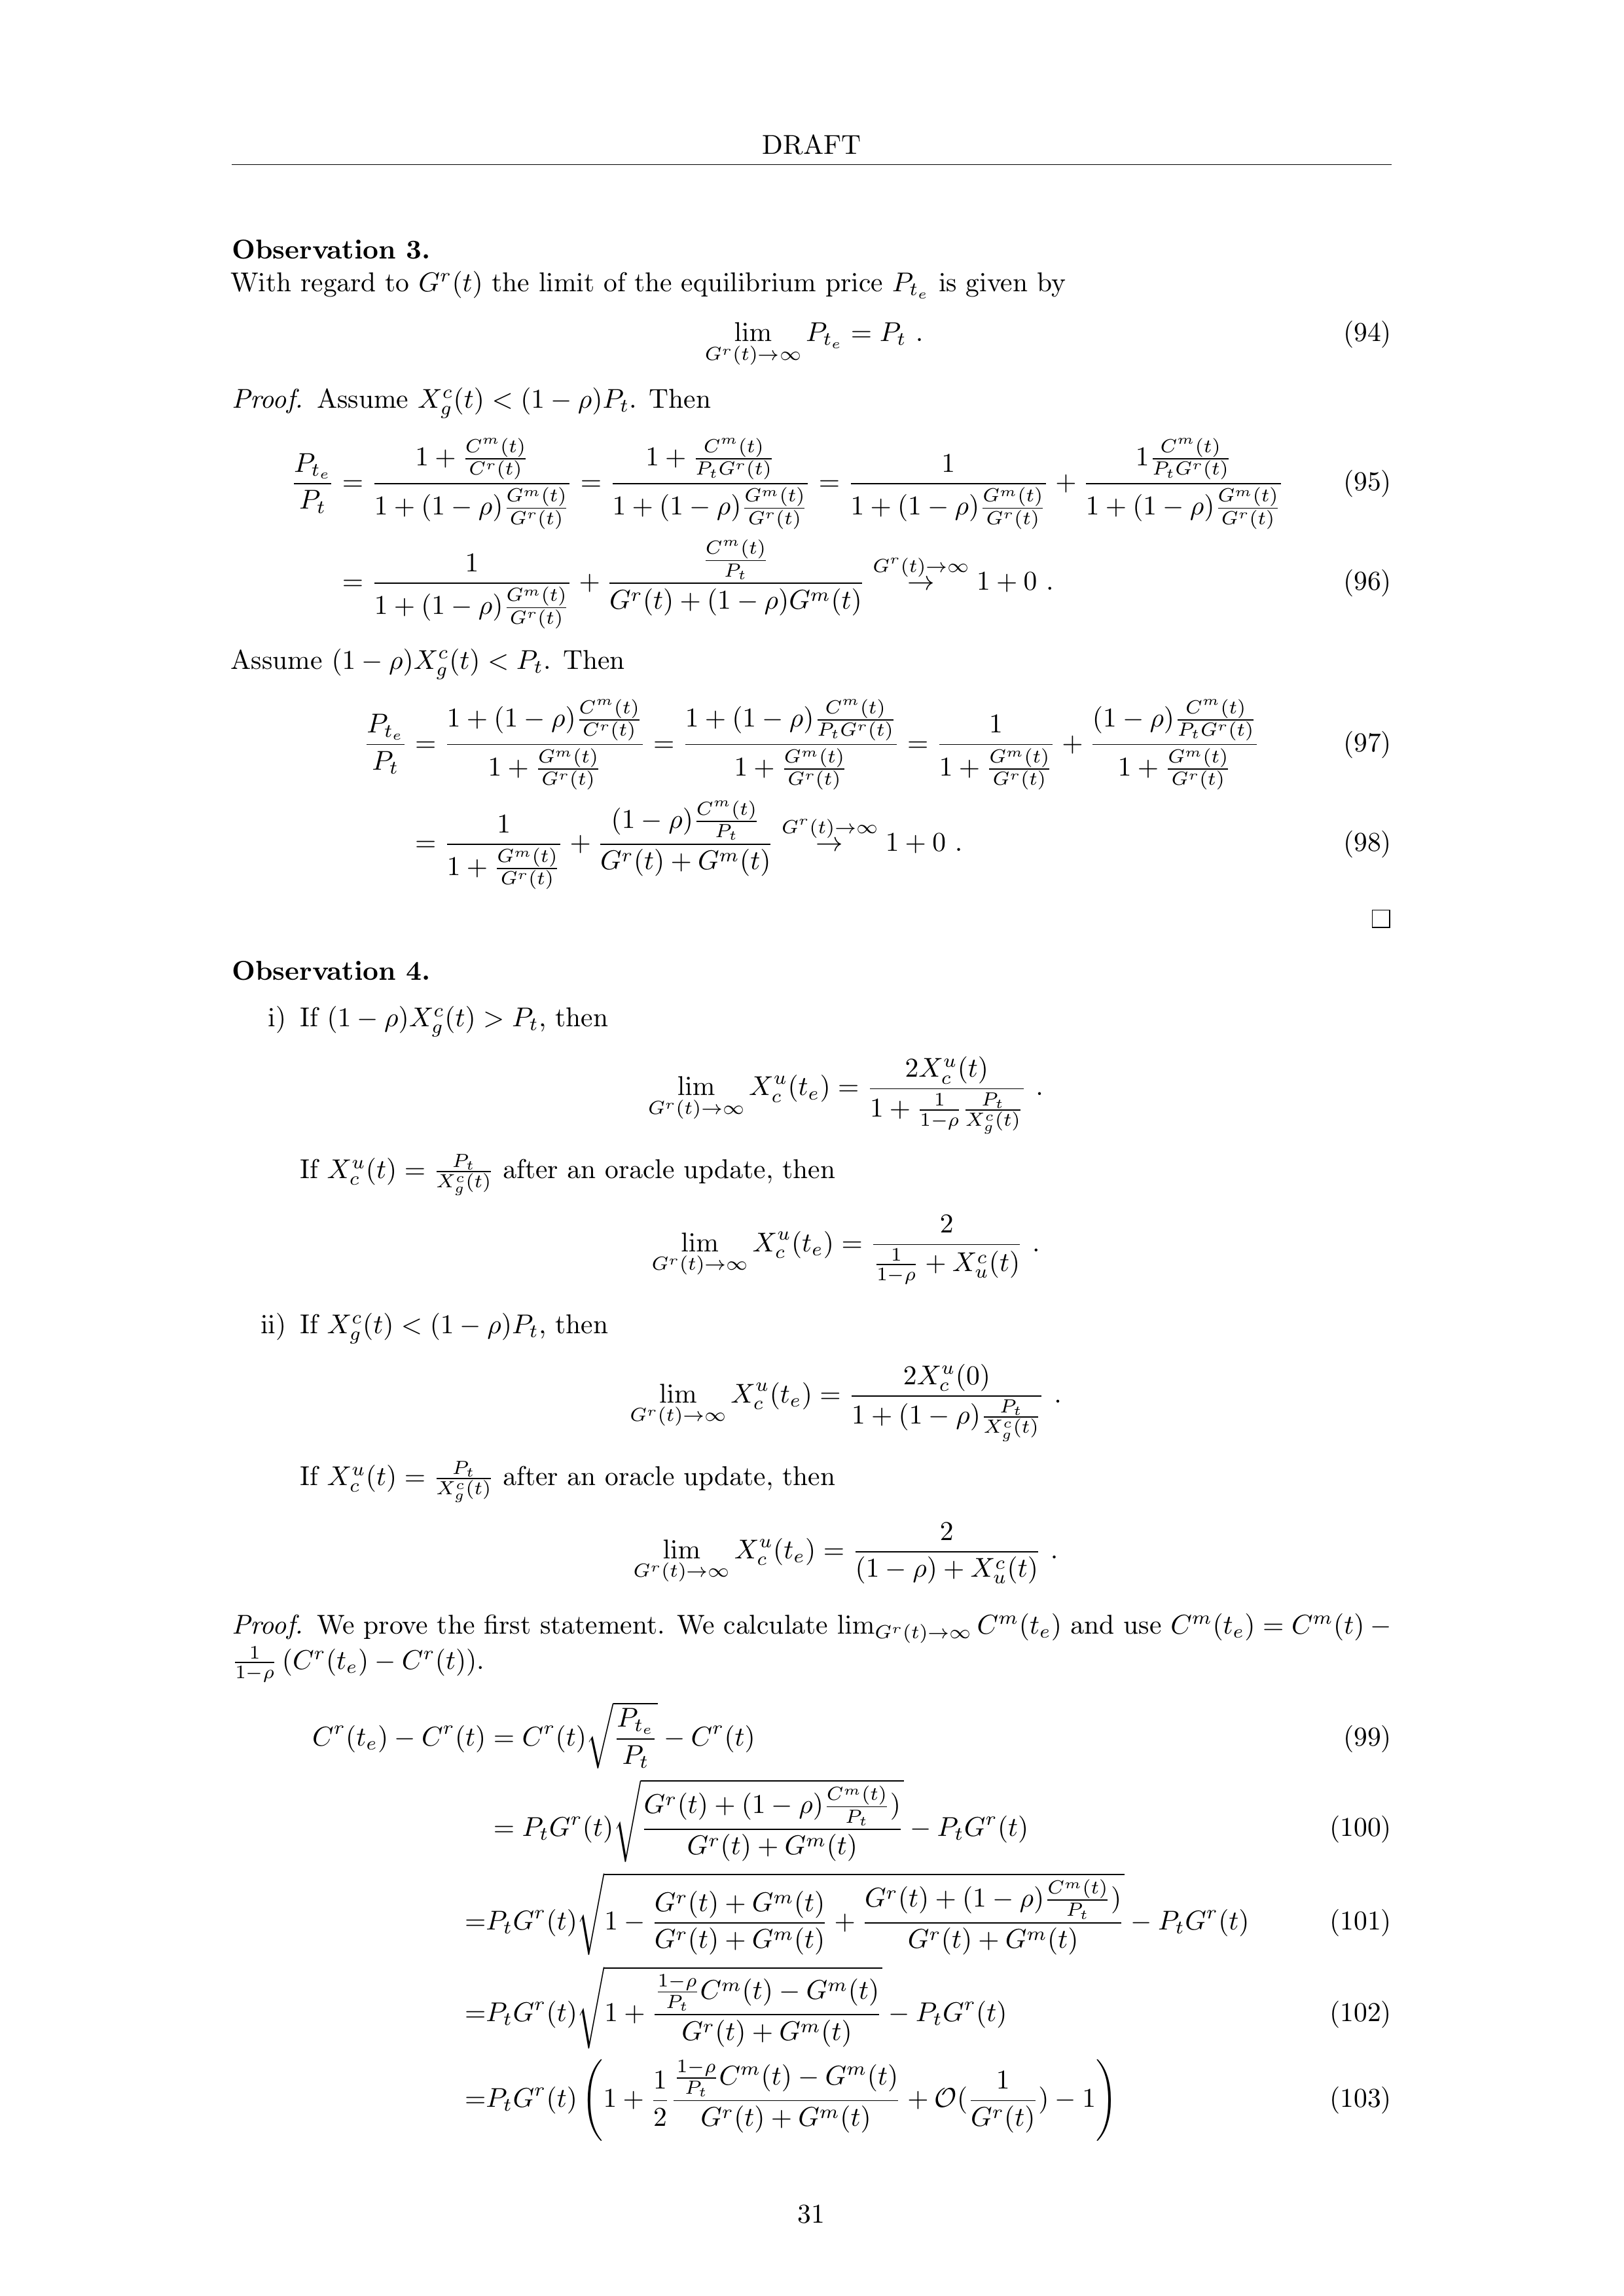 DRAFT
Observation 3.
With regard to $G^r(t)$ the limit of the equilibrium price $P_{t_e}$ is given by
$\lim_{G^r(t)\to\infty} P_{t_e} = P_t$ . (94)
Proof. Assume $X_g^c(t) < (1-\rho)P_t$. Then
$\frac{P_{t_e}}{P_t} = \frac{1+\frac{C^m(t)}{C^r(t)}}{1+(1-\rho)\frac{G^m(t)}{G^r(t)}} = \frac{1+\frac{C^m(t)}{P_tG^r(t)}}{1+(1-\rho)\frac{G^m(t)}{G^r(t)}} = \frac{1}{1+(1-\rho)\frac{G^m(t)}{G^r(t)}} + \frac{1\frac{C^m(t)}{P_tG^r(t)}}{1+(1-\rho)\frac{G^m(t)}{G^r(t)}}$ (95)
$= \frac{1}{1+(1-\rho)\frac{G^m(t)}{G^r(t)}} + \frac{\frac{C^m(t)}{P_t}}{G^r(t)+(1-\rho)G^m(t)} \overset{G^r(t)\to\infty}{\to} 1+0$ . (96)
Assume $(1-\rho)X_g^c(t) < P_t$. Then
$\frac{P_{t_e}}{P_t} = \frac{1+(1-\rho)\frac{C^m(t)}{C^r(t)}}{1+\frac{G^m(t)}{G^r(t)}} = \frac{1+(1-\rho)\frac{C^m(t)}{P_tG^r(t)}}{1+\frac{G^m(t)}{G^r(t)}} = \frac{1}{1+\frac{G^m(t)}{G^r(t)}} + \frac{(1-\rho)\frac{C^m(t)}{P_tG^r(t)}}{1+\frac{G^m(t)}{G^r(t)}}$ (97)
$= \frac{1}{1+\frac{G^m(t)}{G^r(t)}} + \frac{(1-\rho)\frac{C^m(t)}{P_t}}{G^r(t)+G^m(t)} \overset{G^r(t)\to\infty}{\to} 1+0$ . (98)
□
Observation 4.
i) If $(1-\rho)X_g^c(t) > P_t$, then
$\lim_{G^r(t)\to\infty} X_c^u(t_e) = \frac{2X_c^u(t)}{1+\frac{1}{1-\rho}\frac{P_t}{X_g^c(t)}}$ .
If $X_c^u(t) = \frac{P_t}{X_g^c(t)}$ after an oracle update, then
$\lim_{G^r(t)\to\infty} X_c^u(t_e) = \frac{2}{\frac{1}{1-\rho}+X_u^c(t)}$ .
ii) If $X_g^c(t) < (1-\rho)P_t$, then
$\lim_{G^r(t)\to\infty} X_c^u(t_e) = \frac{2X_c^u(0)}{1+(1-\rho)\frac{P_t}{X_g^c(t)}}$ .
If $X_c^u(t) = \frac{P_t}{X_g^c(t)}$ after an oracle update, then
$\lim_{G^r(t)\to\infty} X_c^u(t_e) = \frac{2}{(1-\rho)+X_u^c(t)}$ .
Proof. We prove the first statement. We calculate $\lim_{G^r(t)\to\infty} C^m(t_e)$ and use $C^m(t_e) = C^m(t) -$
$\frac{1}{1-\rho}(C^r(t_e) - C^r(t))$.
$C^r(t_e) - C^r(t) = C^r(t)\sqrt{\frac{P_{t_e}}{P_t}} - C^r(t)$ (99)
$= P_tG^r(t)\sqrt{\frac{G^r(t)+(1-\rho)\frac{C^m(t)}{P_t})}{G^r(t)+G^m(t)}} - P_tG^r(t)$ (100)
$= P_tG^r(t)\sqrt{1-\frac{G^r(t)+G^m(t)}{G^r(t)+G^m(t)}+\frac{G^r(t)+(1-\rho)\frac{C^m(t)}{P_t})}{G^r(t)+G^m(t)}} - P_tG^r(t)$ (101)
$= P_tG^r(t)\sqrt{1+\frac{\frac{1-\rho}{P_t}C^m(t)-G^m(t)}{G^r(t)+G^m(t)}} - P_tG^r(t)$ (102)
$= P_tG^r(t)\left(1+\frac{1}{2}\frac{\frac{1-\rho}{P_t}C^m(t)-G^m(t)}{G^r(t)+G^m(t)}+\mathcal{O}(\frac{1}{G^r(t)})-1\right)$ (103)
31